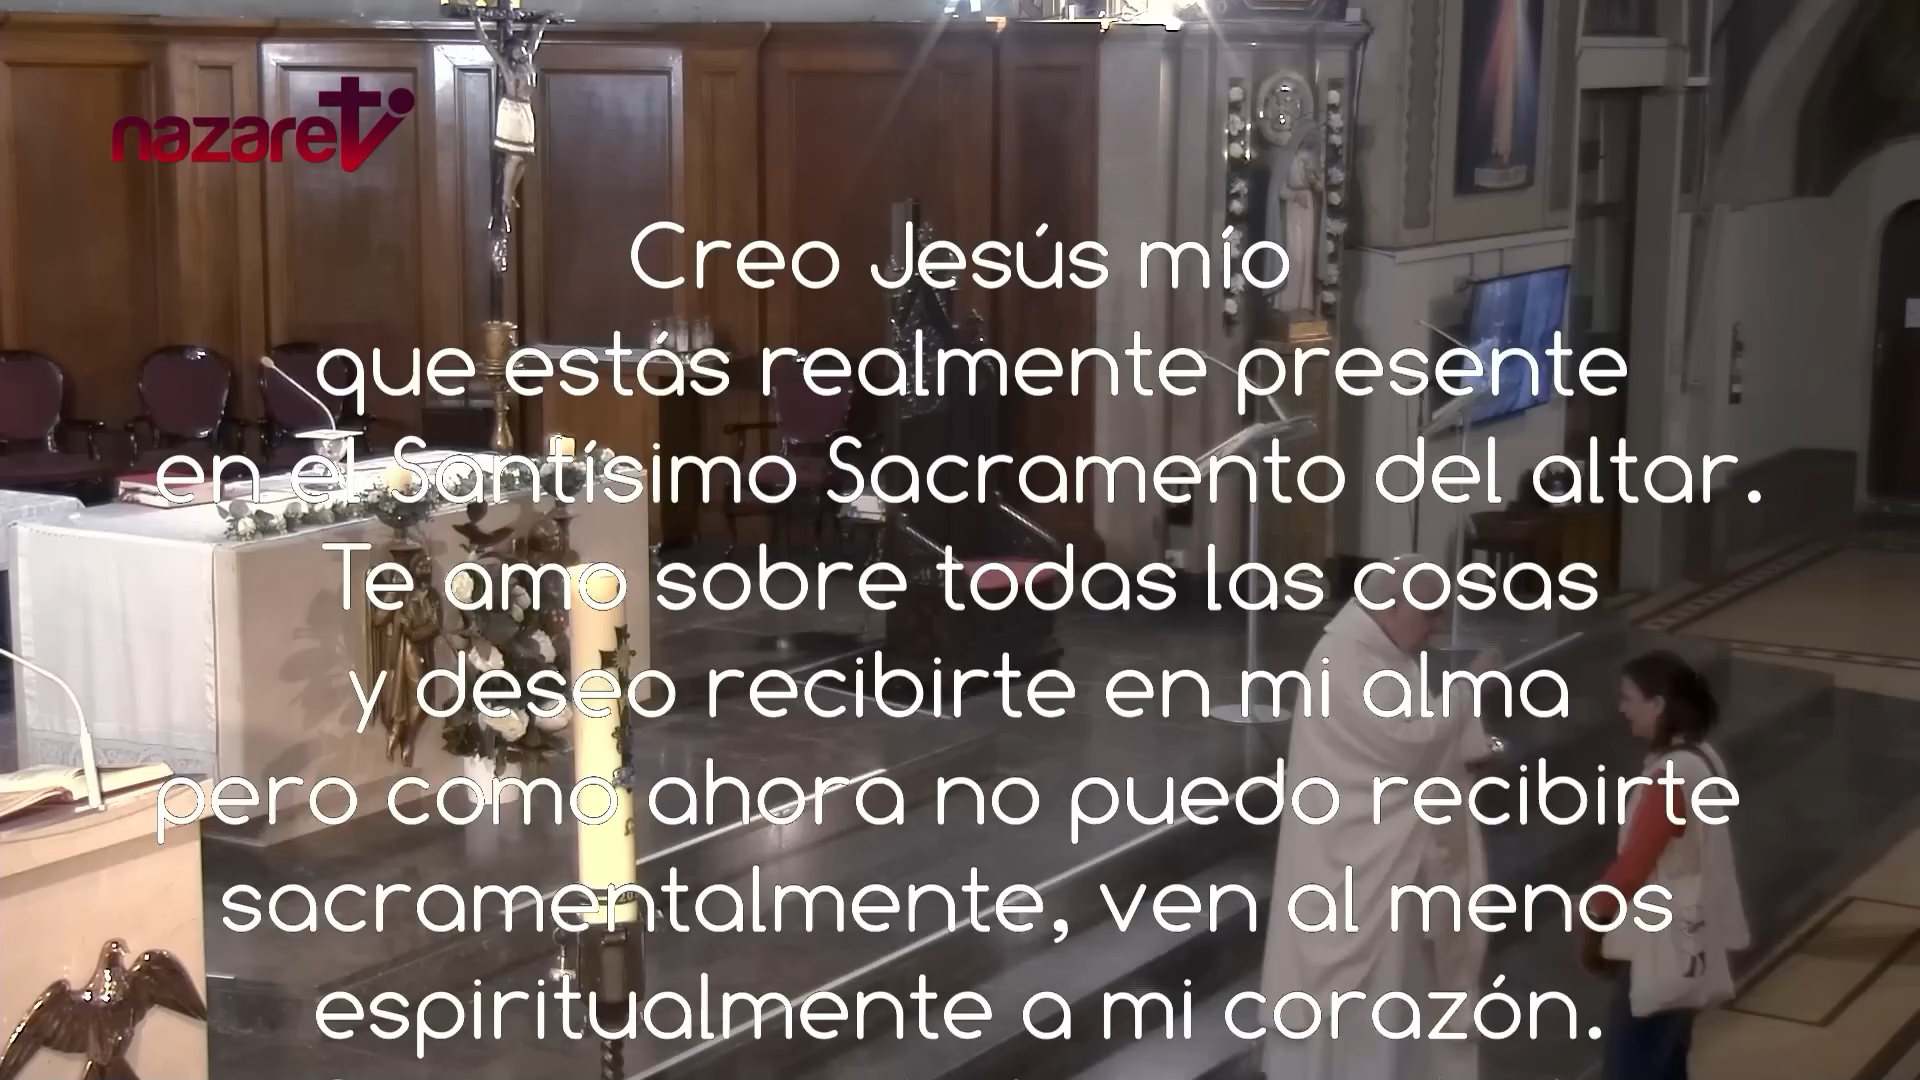 nazaret
Creo Jesús mío
que estás realmente presente
en el Santísimo Sacramento del altar.
Te amo sobre todas las cosas
y deseo recibirte en mi alma
pero como ahora no puedo recibirte
sacramentalmente, ven al menos
espiritualmente a mi corazón.